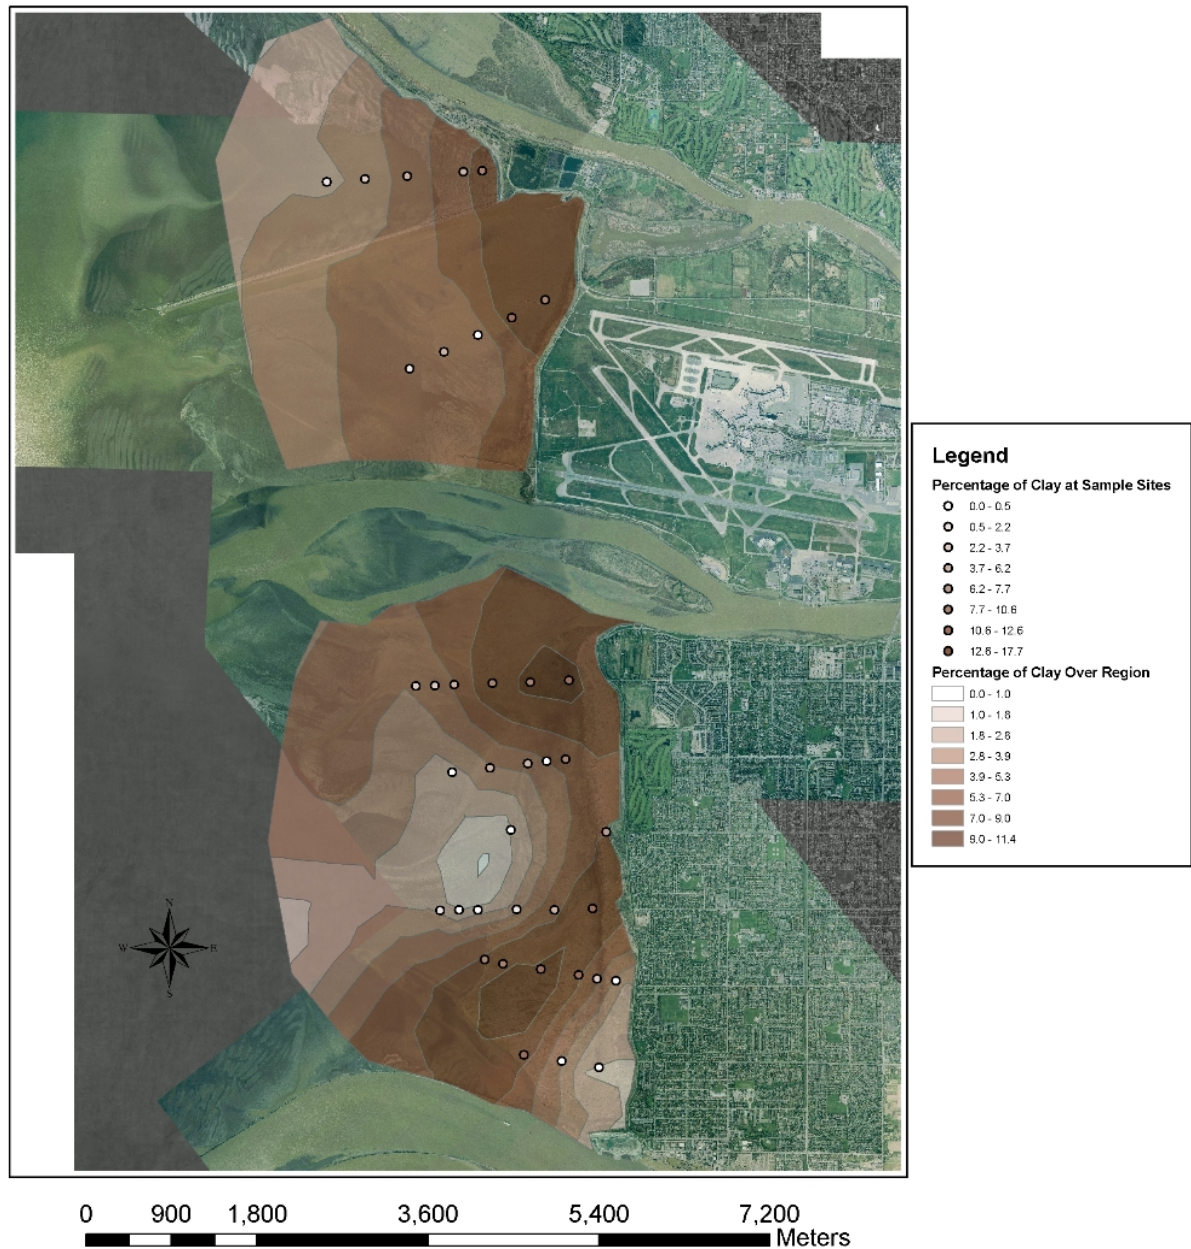 N
W E
S
Legend
Percentage of Clay at Sample Sites
0.0 - 0.5
0.5 - 2.2
2.2 - 3.7
3.7 - 6.2
6.2 - 7.7
7.7 - 10.6
10.6 - 12.6
12.6 - 17.7
Percentage of Clay Over Region
0.0 - 1.0
1.0 - 1.8
1.8 - 2.8
2.8 - 3.9
3.9 - 5.3
5.3 - 7.0
7.0 - 9.0
9.0 - 11.4
0 900 1,800 3,600 5,400 7,200
Meters